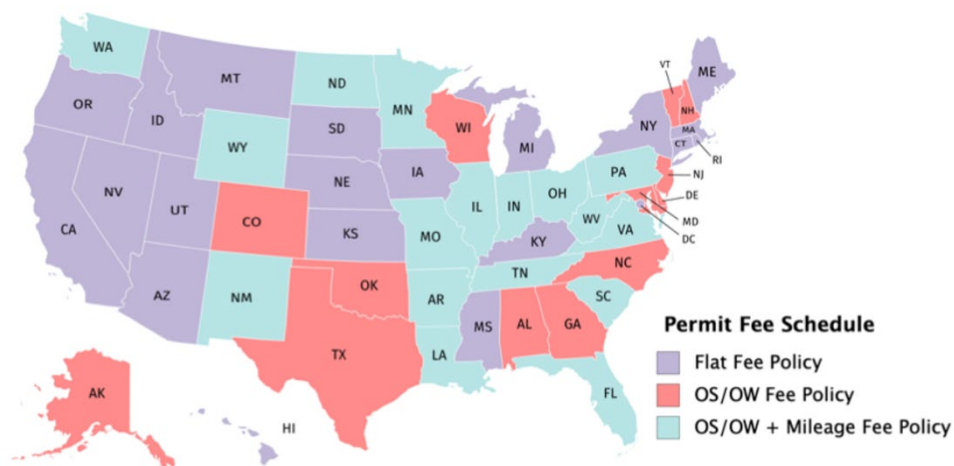 WA
MT
ND
MN
VT
ME
OR
ID
WY
SD
WI
MI
NY
NH
MA
CT
RI
NV
UT
CO
NE
IA
IL
IN
OH
PA
NJ
DE
MD
DC
CA
AZ
NM
KS
MO
KY
WV
VA
OK
AR
TN
NC
SC
TX
LA
MS
AL
GA
FL
AK
HI
Permit Fee Schedule
Flat Fee Policy
OS/OW Fee Policy
OS/OW + Mileage Fee Policy